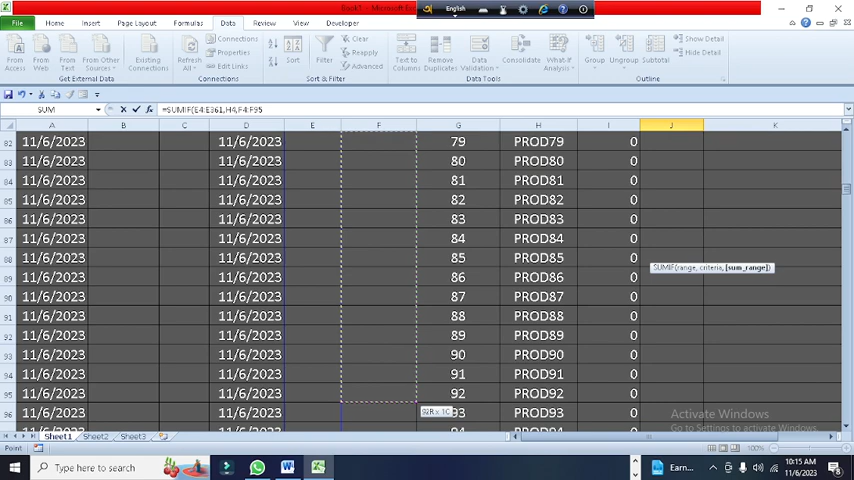 Book1 - Microsoft Exc
English
File Home Insert Page Layout Formulas Data Review View Developer
From Access
From Web
From Text
From Other Sources
Existing Connections
Refresh All
Connections
Properties
Edit Links
Sort
Filter
Clear
Reapply
Advanced
Text to Columns
Remove Duplicates
Data Validation
Consolidate
What-If Analysis
Group
Ungroup
Subtotal
Show Detail
Hide Detail
Get External Data Connections Sort & Filter Data Tools Outline
SUM =SUMIF(E4:E361,H4,F4:F95
A B C D E F G H I J K
82 11/6/2023 11/6/2023 79 PROD79 0
83 11/6/2023 11/6/2023 80 PROD80 0
84 11/6/2023 11/6/2023 81 PROD81 0
85 11/6/2023 11/6/2023 82 PROD82 0
86 11/6/2023 11/6/2023 83 PROD83 0
87 11/6/2023 11/6/2023 84 PROD84 0
88 11/6/2023 11/6/2023 85 PROD85 0
SUMIF(range, criteria, [sum_range])
89 11/6/2023 11/6/2023 86 PROD86 0
90 11/6/2023 11/6/2023 87 PROD87 0
91 11/6/2023 11/6/2023 88 PROD88 0
92 11/6/2023 11/6/2023 89 PROD89 0
93 11/6/2023 11/6/2023 90 PROD90 0
94 11/6/2023 11/6/2023 91 PROD91 0
95 11/6/2023 11/6/2023 92 PROD92 0
96 11/6/2023 11/6/2023 93 PROD93 0
92R x 1C
Activate Windows
Go to Settings to activate Windows.
Sheet1 Sheet2 Sheet3
Point 100%
Type here to search
Earn...
10:15 AM
11/6/2023
8